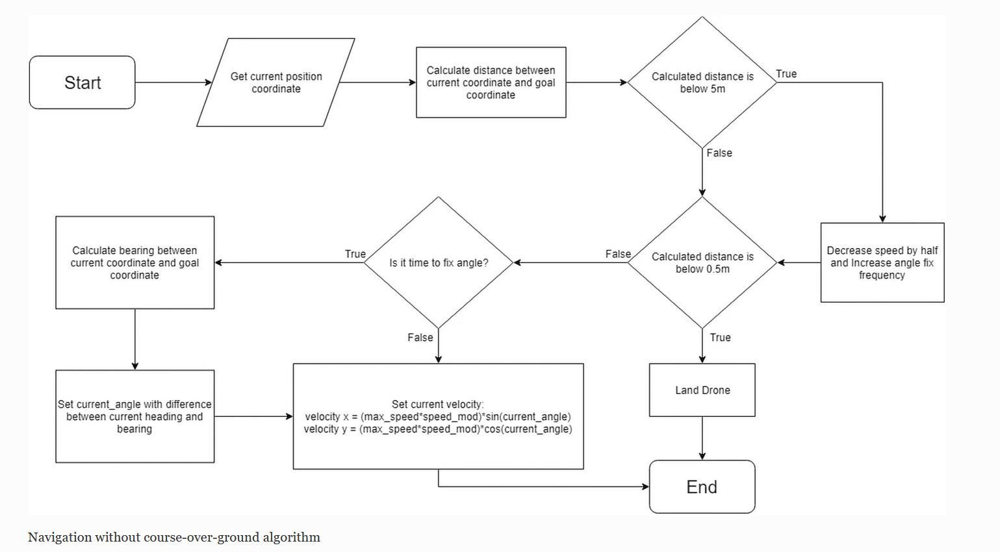 Start
Get current position
coordinate
Calculate distance between
current coordinate and goal
coordinate
Calculated distance is
below 5m
True
False
Decrease speed by half
and Increase angle fix
frequency
Calculated distance is
below 0.5m
False
True
Is it time to fix angle?
True
False
Calculate bearing between
current coordinate and goal
coordinate
Set current_angle with difference
between current heading and
bearing
Set current velocity:
velocity x = (max_speed*speed_mod)*sin(current_angle)
velocity y = (max_speed*speed_mod)*cos(current_angle)
Land Drone
End
Navigation without course-over-ground algorithm